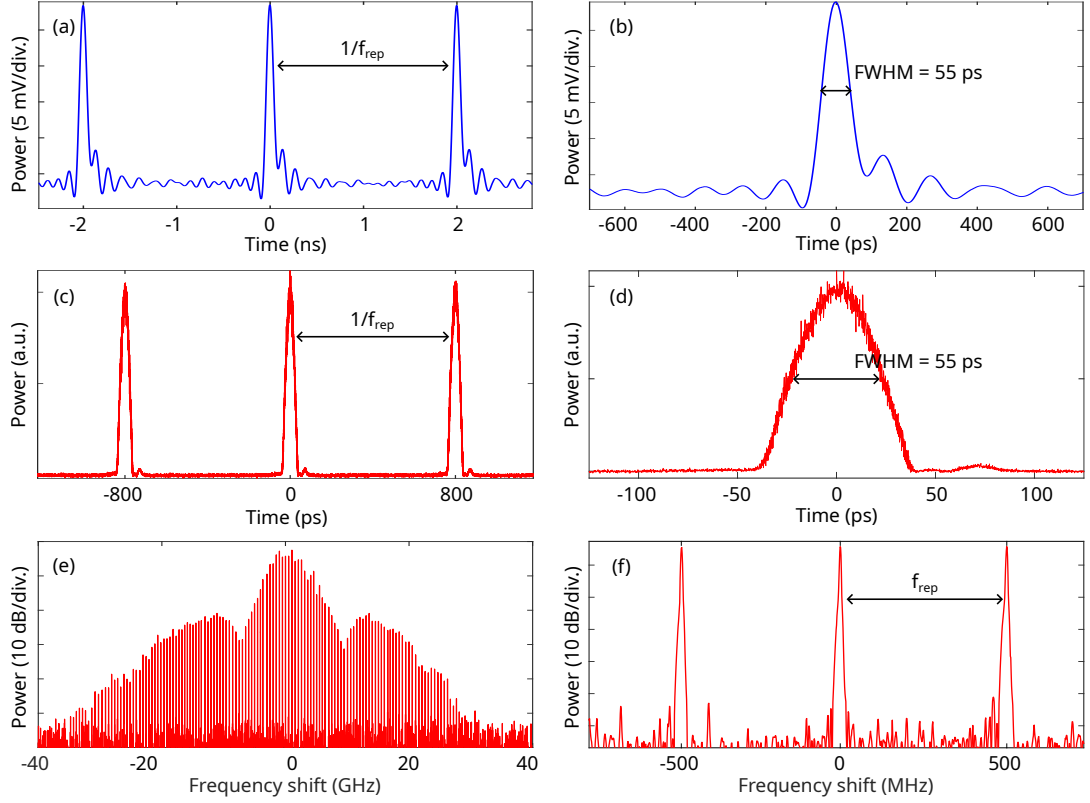 (a)
1/frep
Power (5 mV/div.)
-2
-1
0
1
2
Time (ns)
(b)
FWHM = 55 ps
Power (5 mV/div.)
-600
-400
-200
0
200
400
600
Time (ps)
(c)
1/frep
Power (a.u.)
-800
0
800
Time (ps)
(d)
FWHM = 55 ps
Power (a.u.)
-100
-50
0
50
100
Time (ps)
(e)
Power (10 dB/div.)
-40
-20
0
20
40
Frequency shift (GHz)
(f)
frep
Power (10 dB/div.)
-500
0
500
Frequency shift (MHz)